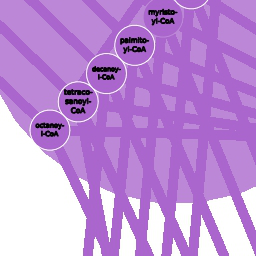 myristo-
yl-CoA
palmito-
yl-CoA
decanoy-
l-CoA
tetraco-
sanoyl-
CoA
octanoy-
l-CoA